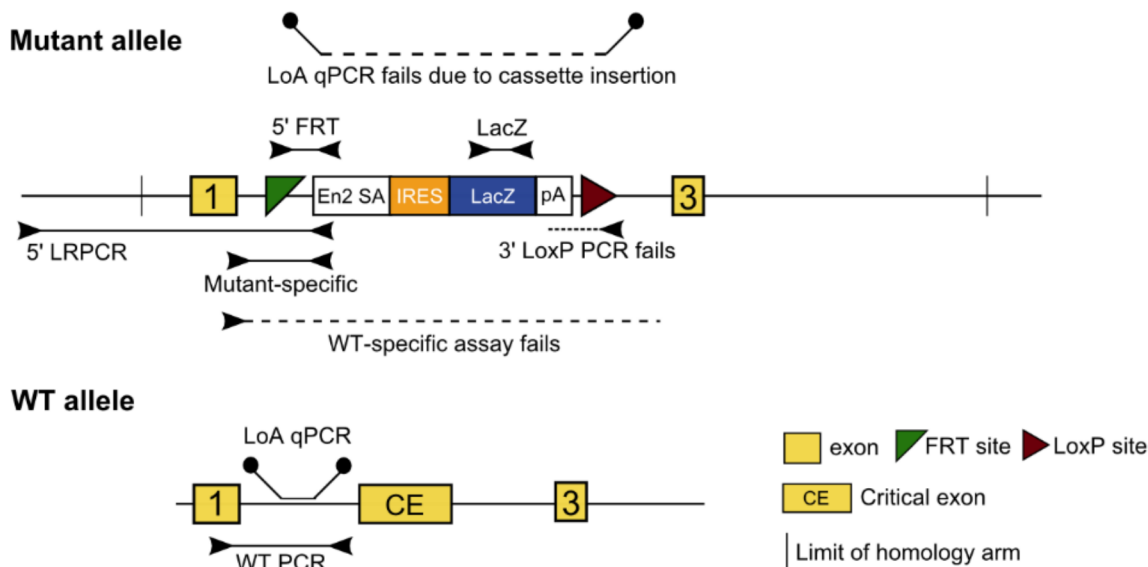 Mutant allele
LoA qPCR fails due to cassette insertion
5' FRT
LacZ
1
En2 SA
IRES
LacZ
pA
3
5' LRPCR
3' LoxP PCR fails
Mutant-specific
WT-specific assay fails
WT allele
LoA qPCR
1
CE
3
WT PCR
exon
FRT site
LoxP site
CE
Critical exon
Limit of homology arm